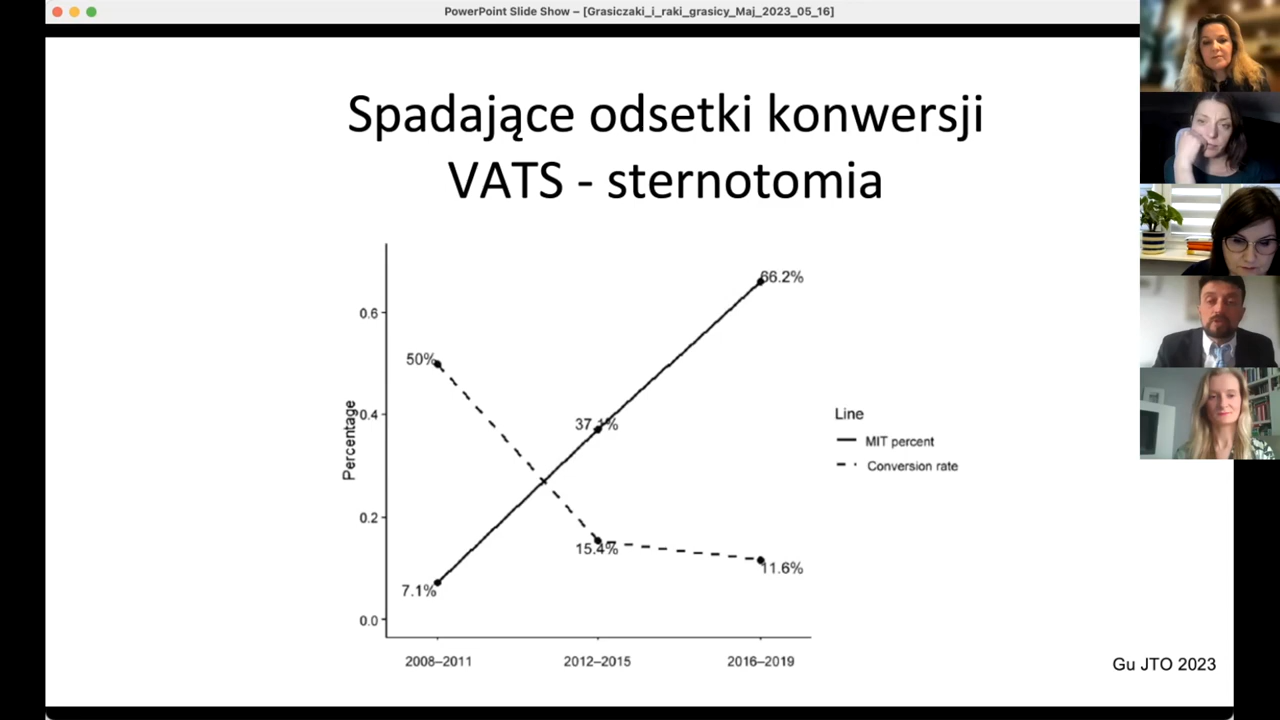 PowerPoint Slide Show – [Grasiczaki_i_raki_grasicy_Maj_2023_05_16]
Spadające odsetki konwersji
VATS - sternotomia
66.2%
0.6
50%
37.1%
0.4
Percentage
Line
MIT percent
Conversion rate
0.2
15.4%
11.6%
7.1%
0.0
2008–2011
2012–2015
2016–2019
Gu JTO 2023